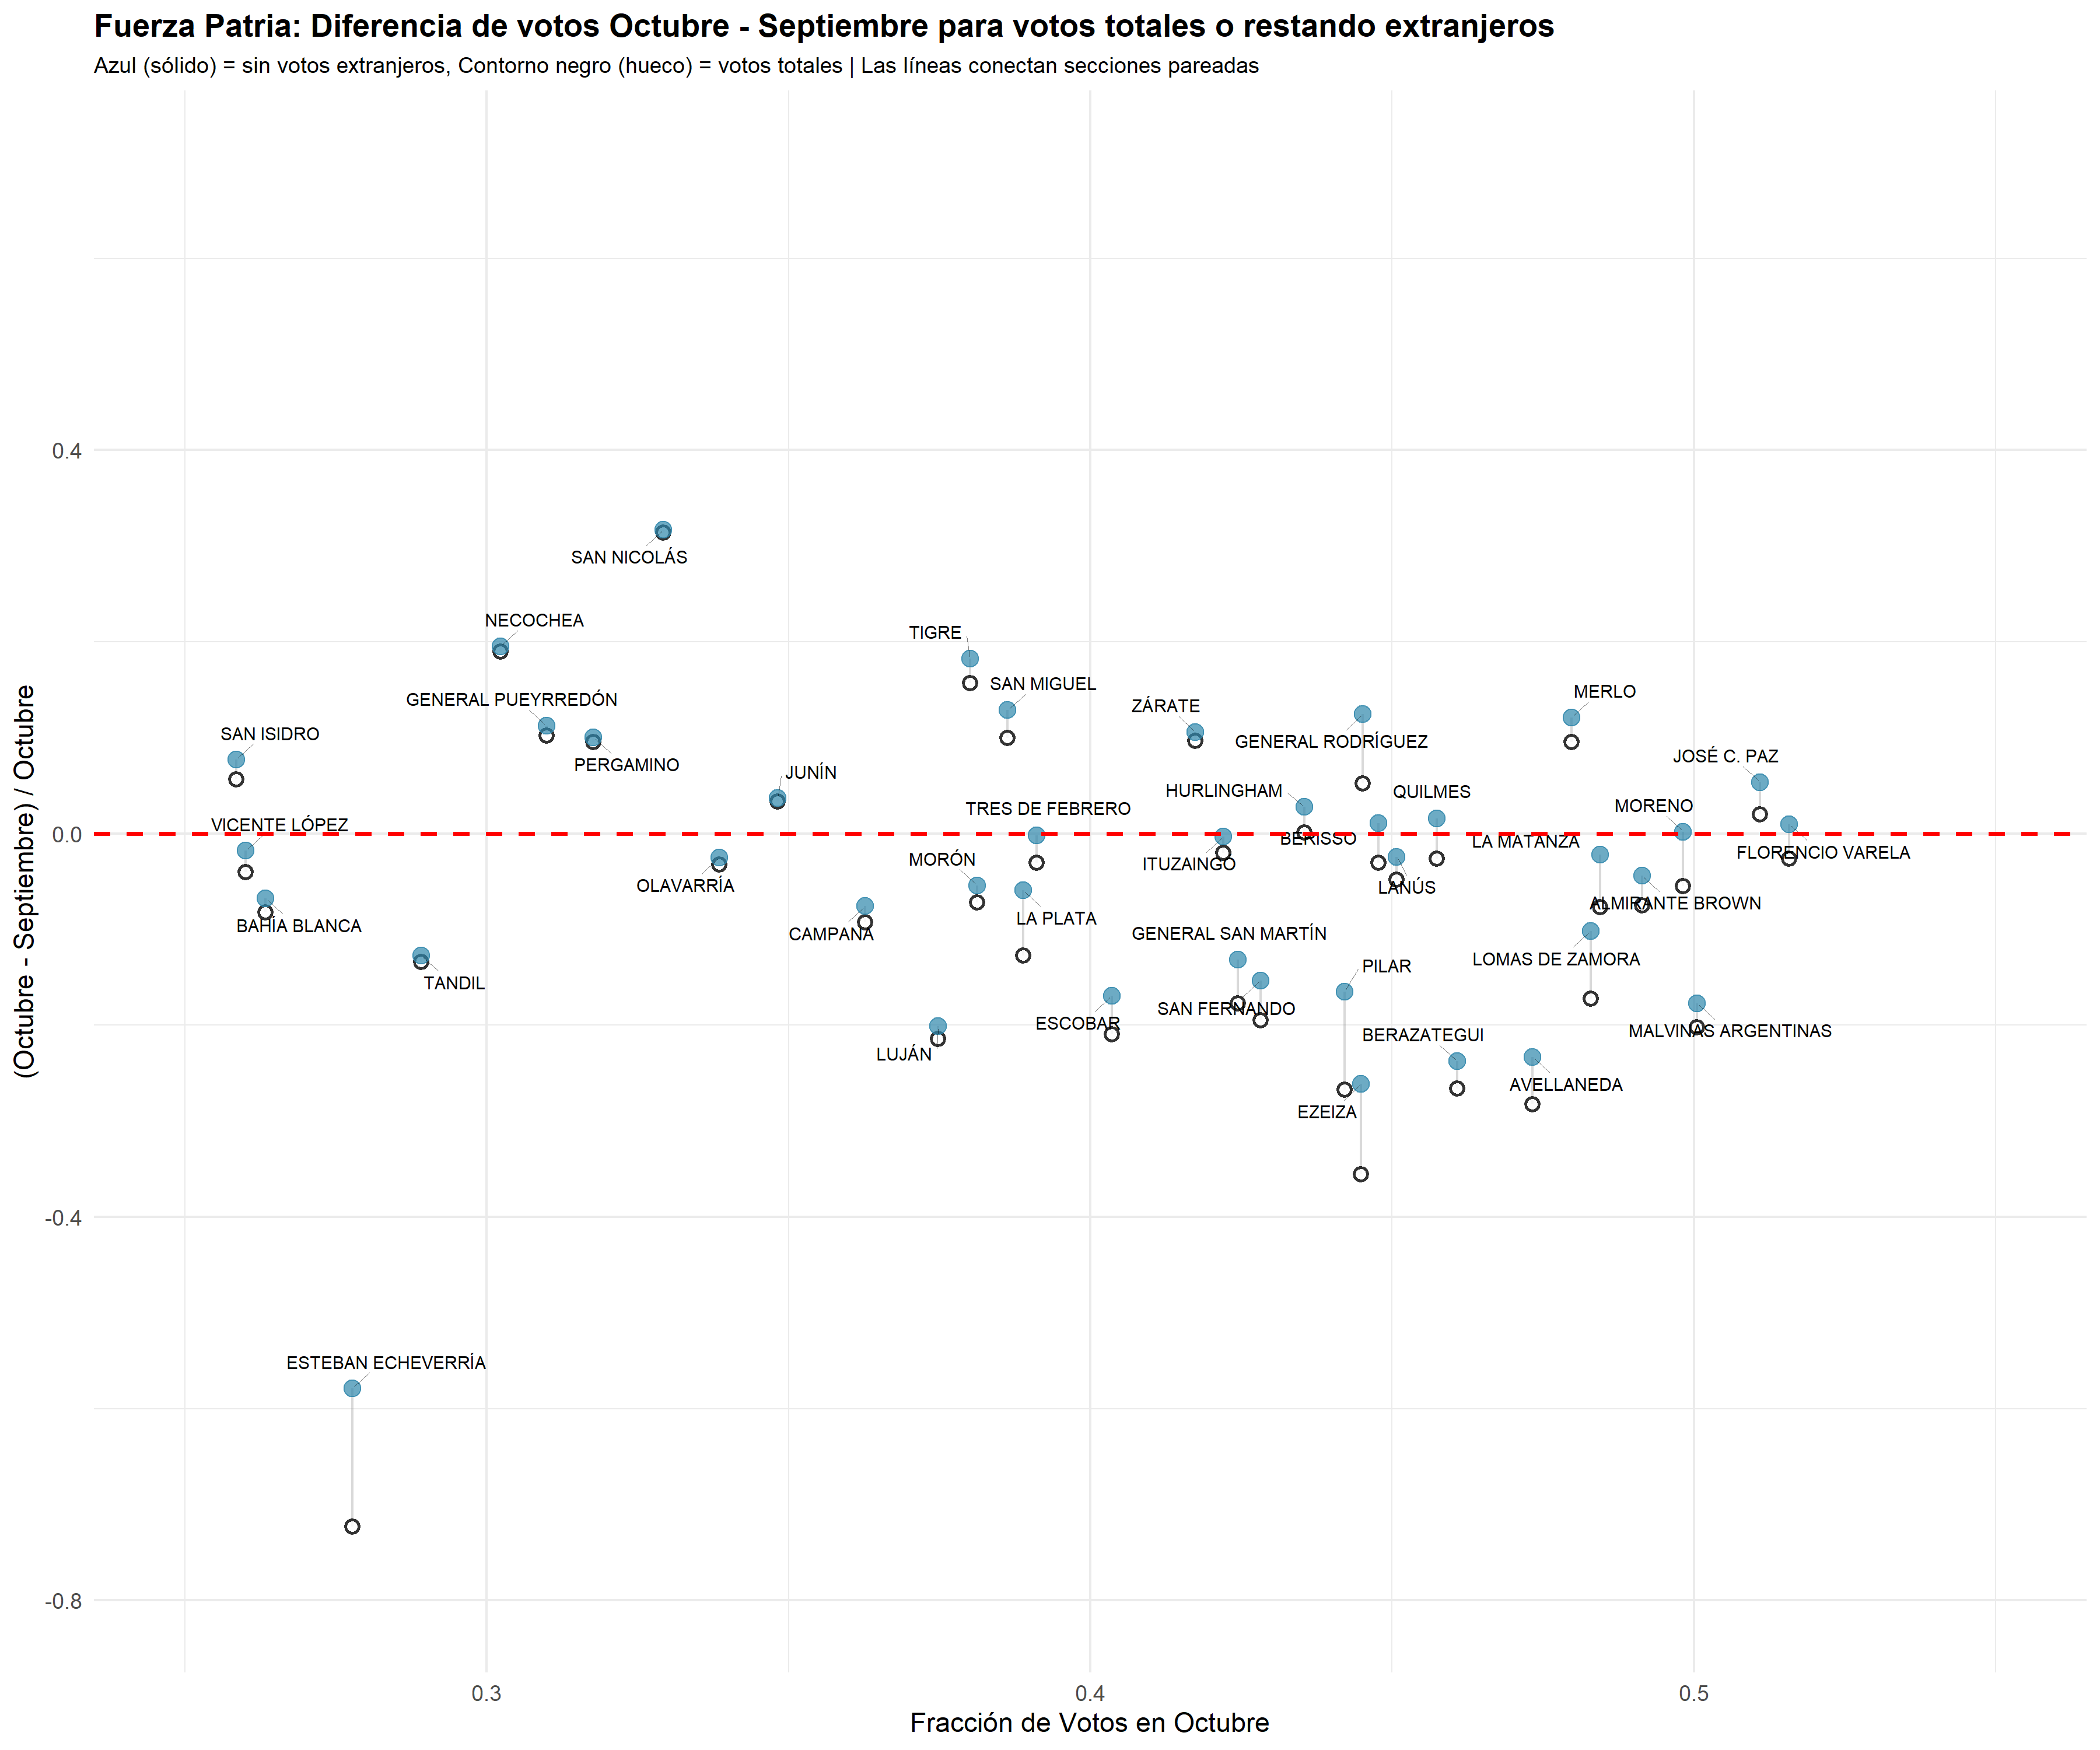 Fuerza Patria: Diferencia de votos Octubre - Septiembre para votos totales o restando extranjeros
Azul (sólido) = sin votos extranjeros, Contorno negro (hueco) = votos totales | Las líneas conectan secciones pareadas
(Octubre - Septiembre) / Octubre
0.4
0.0
-0.4
-0.8
SAN NICOLÁS
NECOCHEA
TIGRE
SAN MIGUEL
MERLO
GENERAL PUEYRREDÓN
ZÁRATE
SAN ISIDRO
GENERAL RODRÍGUEZ
JOSÉ C. PAZ
PERGAMINO
JUNÍN
HURLINGHAM
QUILMES
TRES DE FEBRERO
MORENO
VICENTE LÓPEZ
BERISSO
LA MATANZA
FLORENCIO VARELA
MORÓN
ITUZAINGÓ
OLAVARRÍA
LANÚS
ALMIRANTE BROWN
LA PLATA
BAHÍA BLANCA
CAMPANA
GENERAL SAN MARTÍN
LOMAS DE ZAMORA
PILAR
TANDIL
SAN FERNANDO
ESCOBAR
MALVINAS ARGENTINAS
BERAZATEGUI
LUJÁN
AVELLANEDA
EZEIZA
ESTEBAN ECHEVERRÍA
0.3
0.4
0.5
Fracción de Votos en Octubre